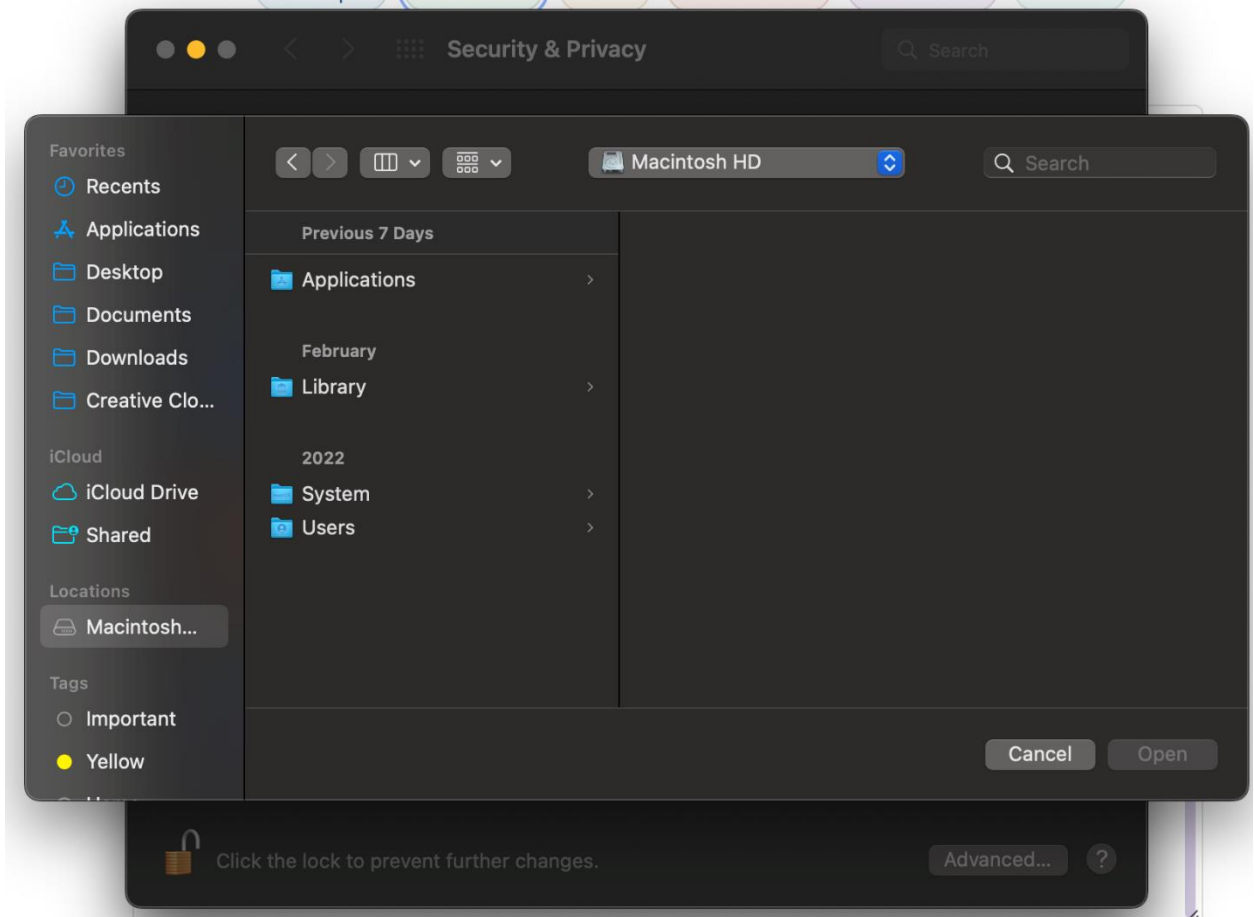 Security & Privacy
Search
Favorites
Recents
Applications
Desktop
Documents
Downloads
Creative Clo...
iCloud
iCloud Drive
Shared
Locations
Macintosh...
Tags
Important
Yellow
Macintosh HD
Search
Previous 7 Days
Applications
February
Library
2022
System
Users
Cancel
Open
Click the lock to prevent further changes.
Advanced...
?